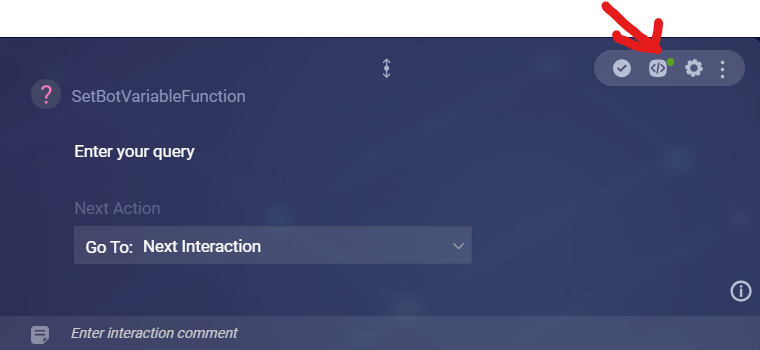 SetBotVariableFunction
Enter your query
Next Action
Go To: Next Interaction
Enter interaction comment